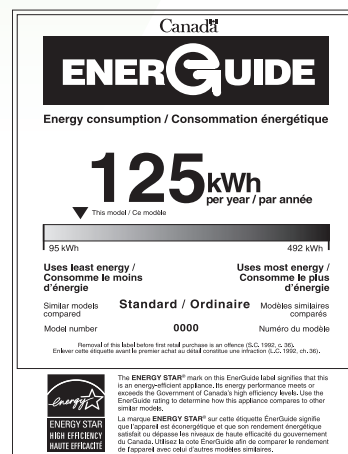 Canada
ENERGUIDE
Energy consumption / Consommation énergétique
125 kWh
per year / par année
This model / Ce modèle
95 kWh 492 kWh
Uses least energy / Uses most energy /
Consomme le moins Consomme le plus
d'énergie d'énergie
Similar models Standard / Ordinaire Modèles similaires
compared comparés
Model number 0000 Numéro du modèle
Removal of this label before first retail purchase is an offence (S.C. 1992, c. 36).
Enlever cette étiquette avant le premier achat au détail constitue une infraction (L.C. 1992, ch. 36).
The ENERGY STAR® mark on this EnerGuide label signifies that this
is an energy-efficient appliance. Its energy performance meets or
exceeds the Government of Canada's high efficiency levels. Use the
EnerGuide rating to determine how this appliance compares to other
similar models.
energy
ENERGY STAR
HIGH EFFICIENCY
HAUTE EFFICACITÉ
La marque ENERGY STAR® sur cette étiquette ÉnerGuide signifie
que l'appareil est éconergétique et que son rendement énergétique
satisfait ou dépasse les niveaux de haute efficacité du gouvernement
du Canada. Utilisez la cote ÉnerGuide afin de comparer le rendement
de l'appareil avec celui d'autres modèles similaires.